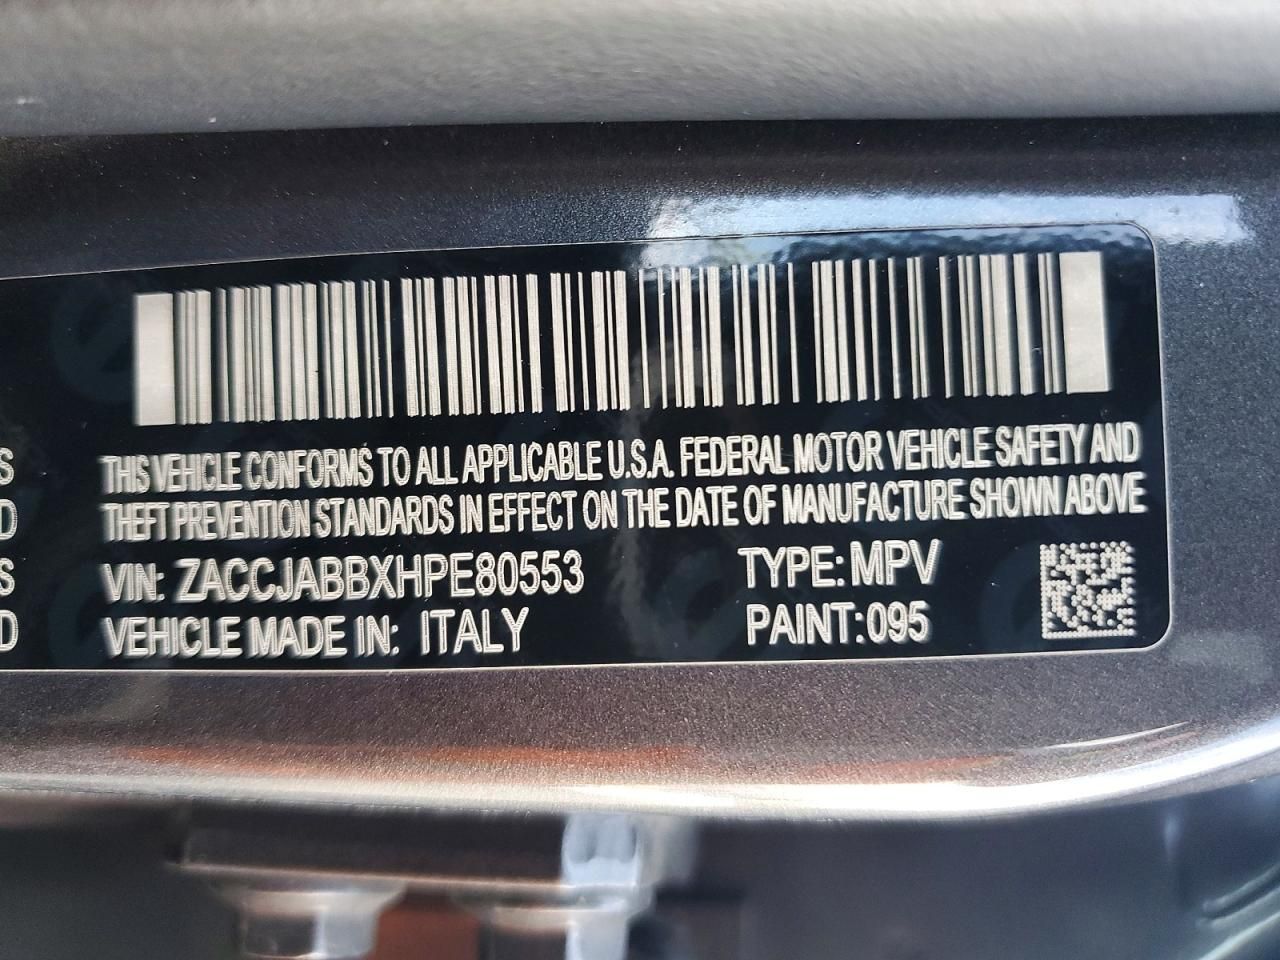 S
THIS VEHICLE CONFORMS TO ALL APPLICABLE U.S.A. FEDERAL MOTOR VEHICLE SAFETY AND
D
THEFT PREVENTION STANDARDS IN EFFECT ON THE DATE OF MANUFACTURE SHOWN ABOVE
S
VIN: ZACCJABBXHPE80553 TYPE: MPV
D
VEHICLE MADE IN: ITALY PAINT: 095